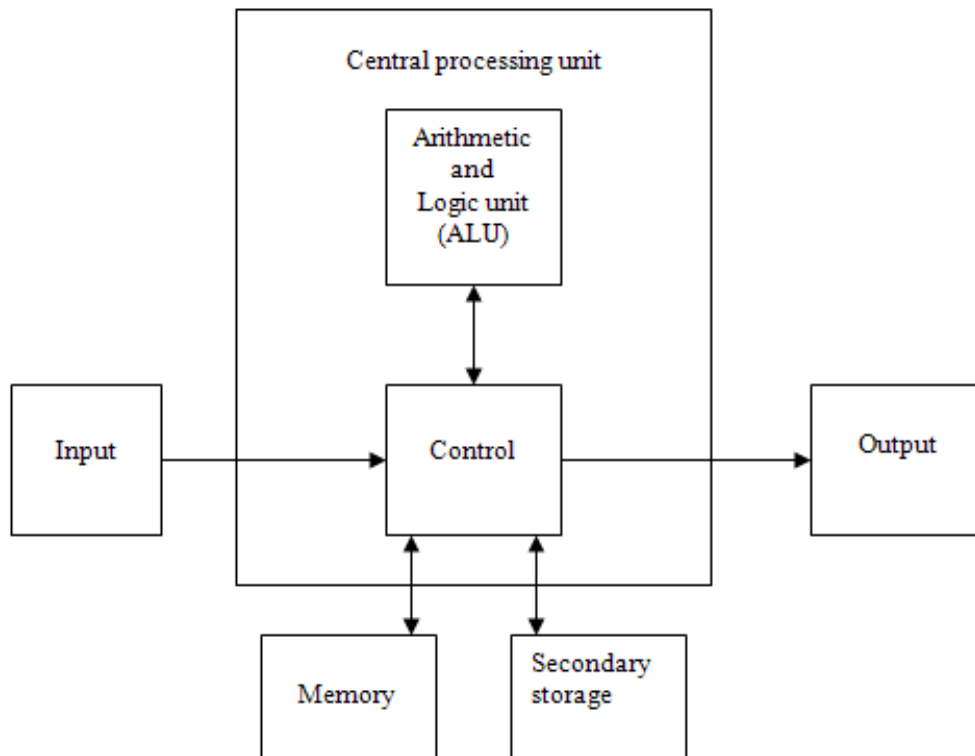 Central processing unit
Arithmetic
and
Logic unit
(ALU)
Input
Control
Output
Memory
Secondary
storage